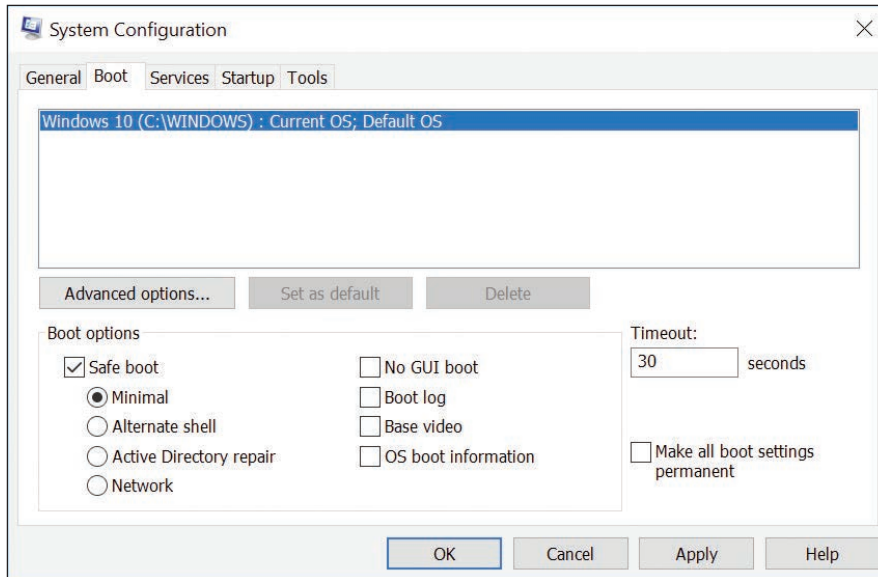 System Configuration
General Boot Services Startup Tools
Windows 10 (C:\WINDOWS) : Current OS; Default OS
Advanced options... Set as default Delete
Boot options
Safe boot
Minimal
Alternate shell
Active Directory repair
Network
No GUI boot
Boot log
Base video
OS boot information
Timeout:
30 seconds
Make all boot settings
permanent
OK Cancel Apply Help